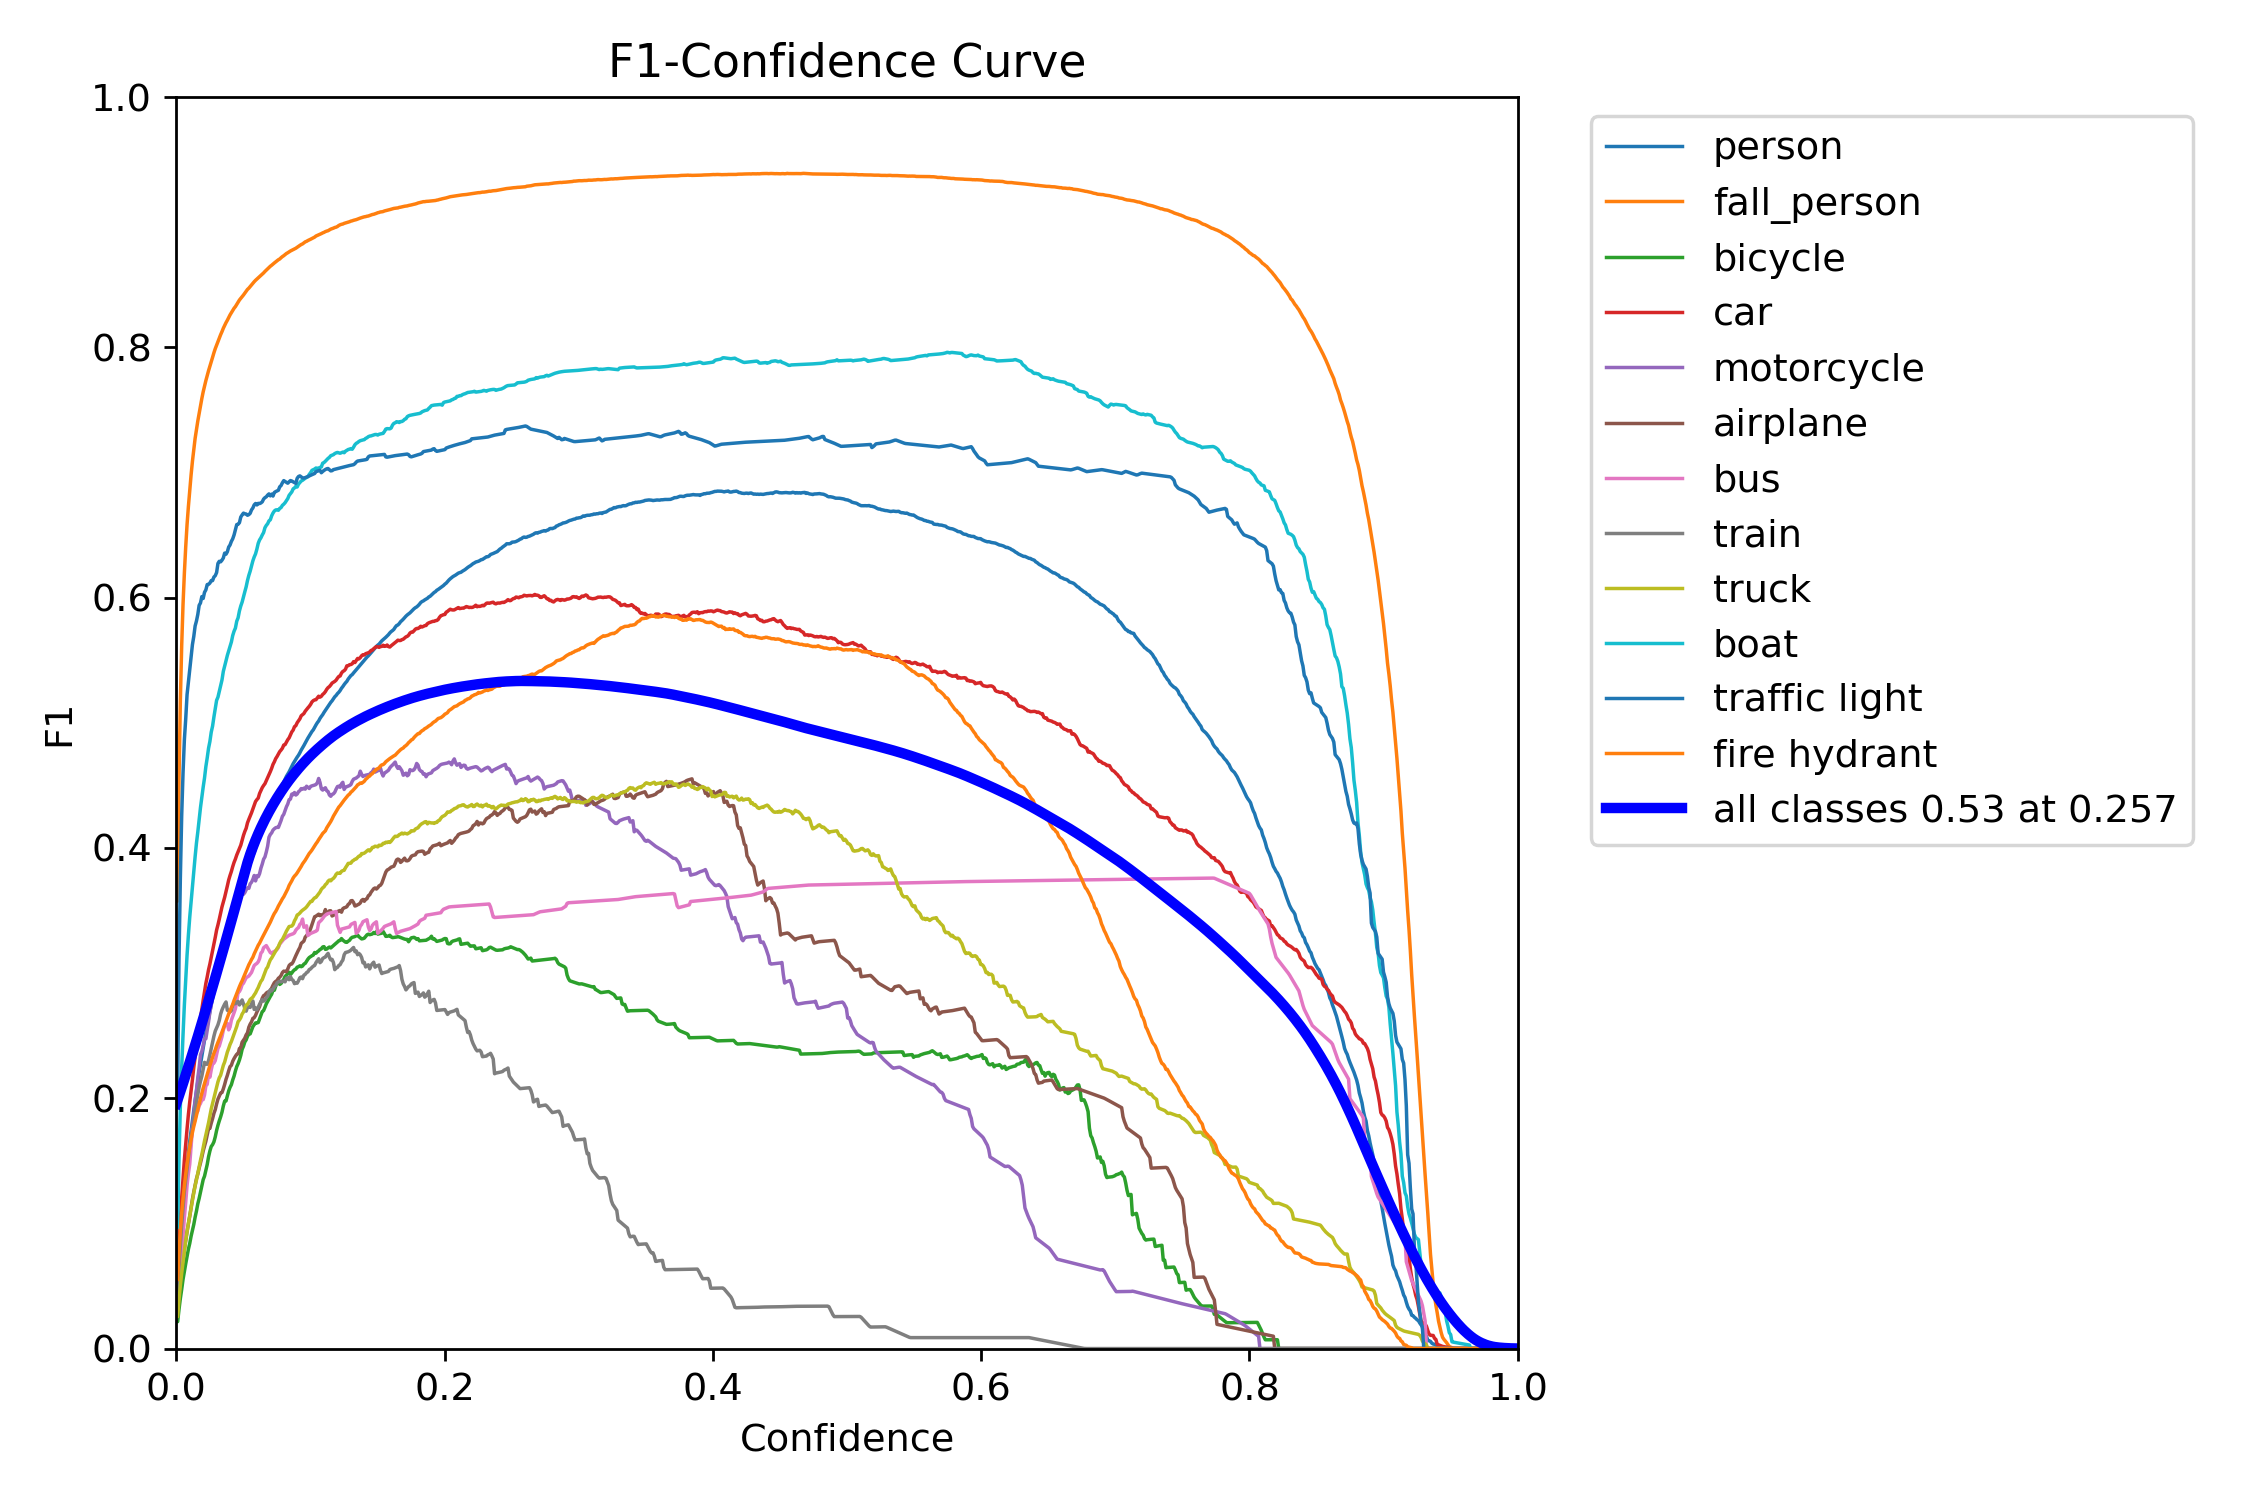 F1-Confidence Curve
1.0
0.8
0.6
0.4
0.2
0.0
F1
0.0 0.2 0.4 0.6 0.8 1.0
Confidence
person
fall_person
bicycle
car
motorcycle
airplane
bus
train
truck
boat
traffic light
fire hydrant
all classes 0.53 at 0.257